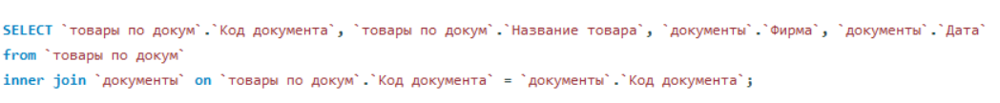 SELECT `товары по докум`.`Код документа`, `товары по докум`.`Название товара`, `документы`.`Фирма`, `документы`.`Дата`
from `товары по докум`
inner join `документы` on `товары по докум`.`Код документа` = `документы`.`Код документа`;